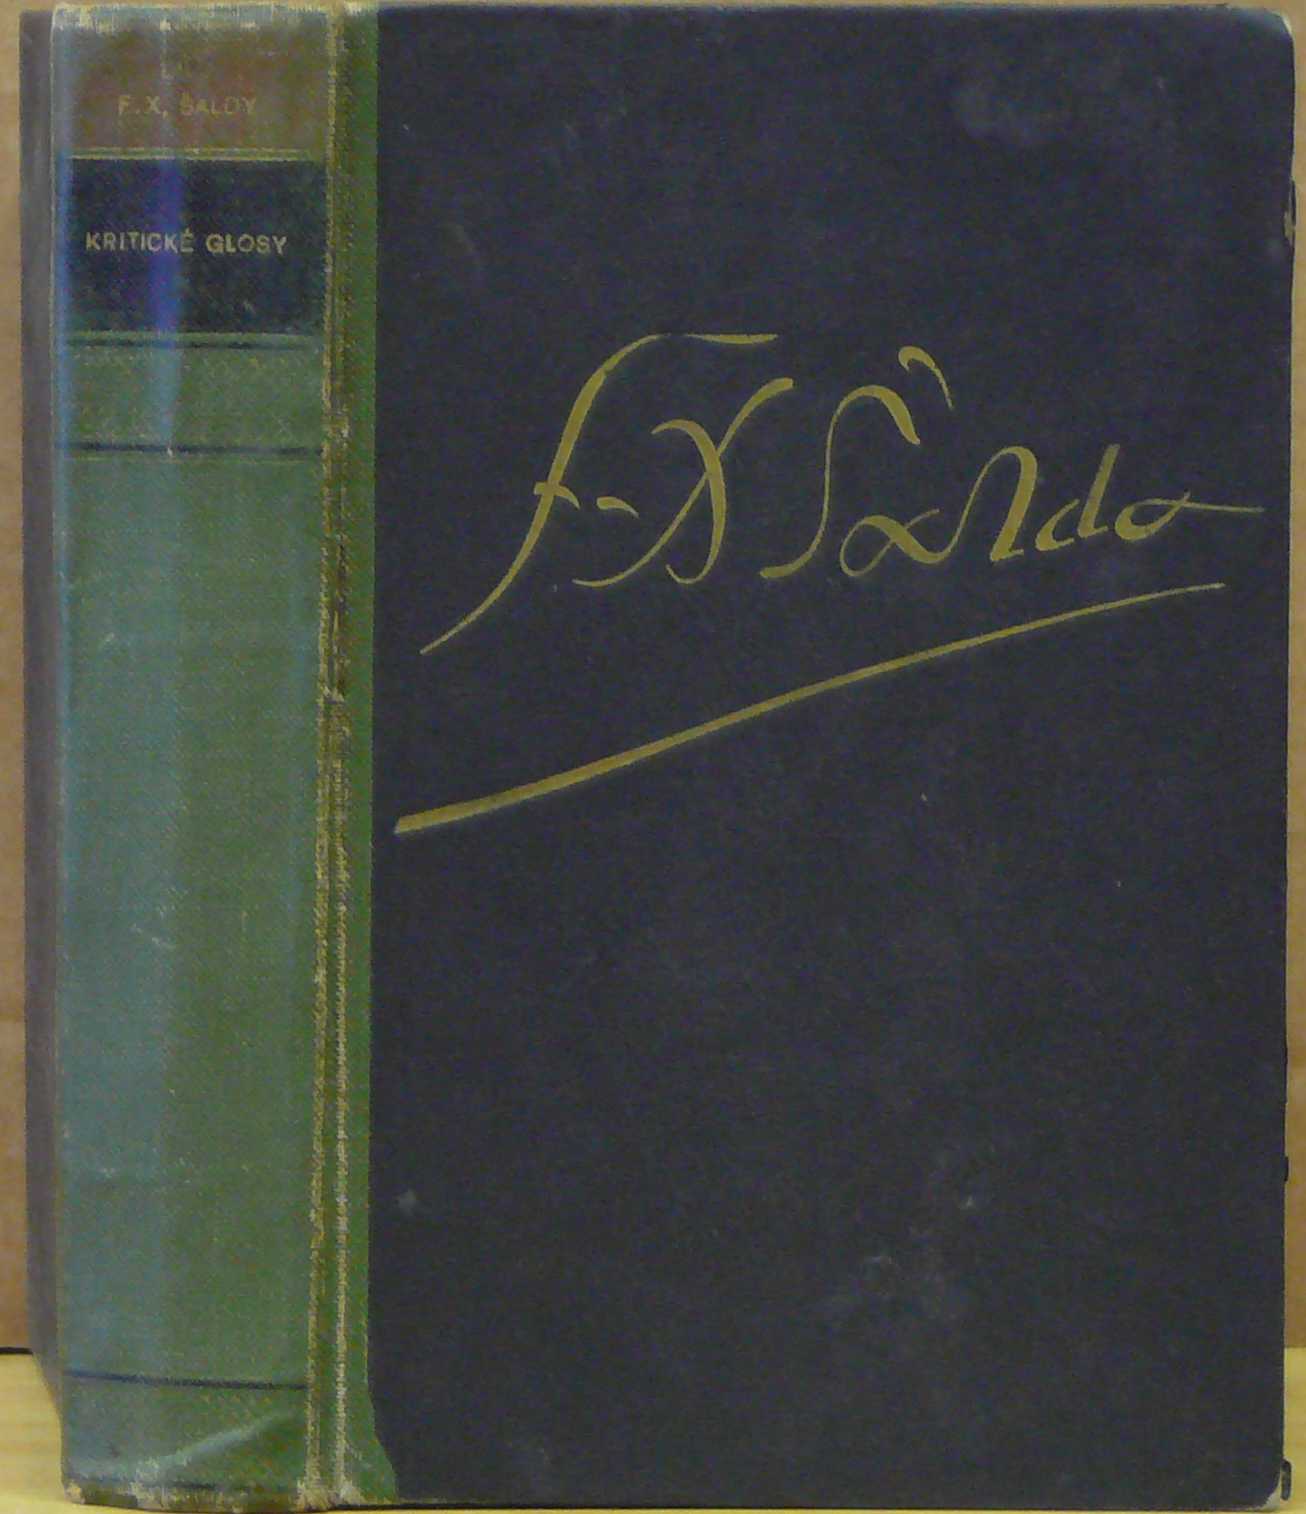 F. X. ŠALDY
KRITICKÉ GLOSY
F-X Šalda